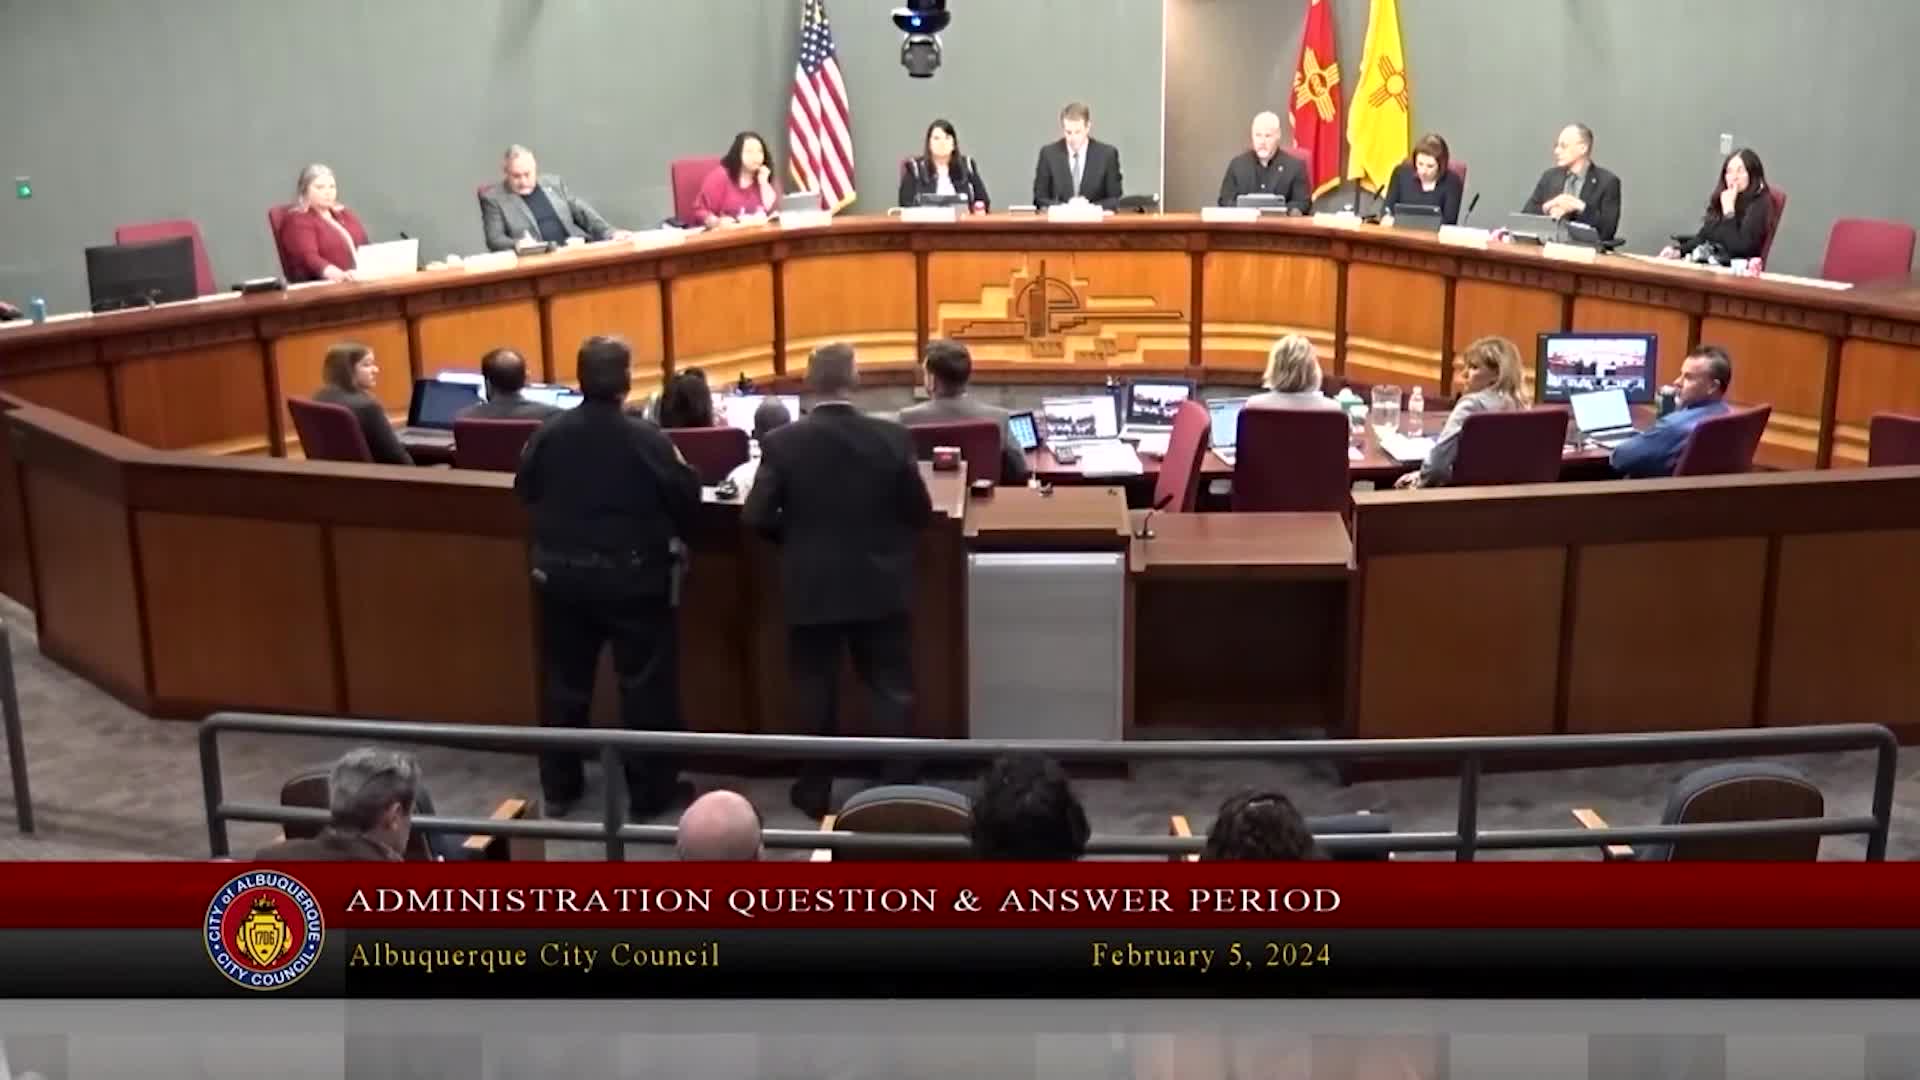 ADMINISTRATION QUESTION & ANSWER PERIOD
Albuquerque City Council
February 5, 2024
CITY of ALBUQUERQUE
1706
CITY COUNCIL